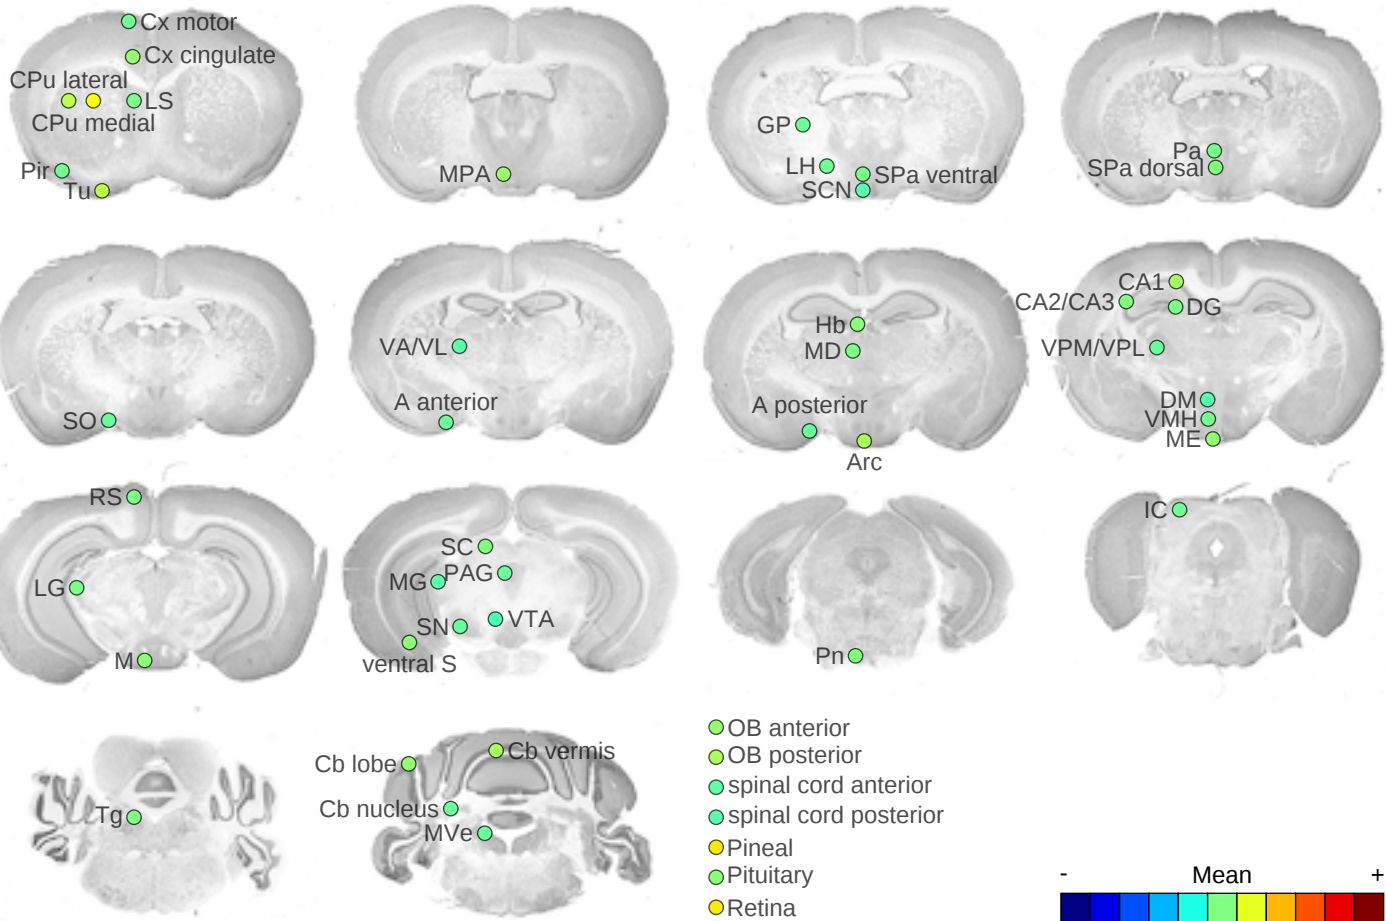 Cx motor
Cx cingulate
CPu lateral
LS
CPu medial
Pir
Tu
MPA
GP
LH
SPa ventral
SCN
Pa
SPa dorsal
SO
VA/VL
A anterior
Hb
MD
A posterior
Arc
CA1
CA2/CA3
DG
VPM/VPL
DM
VMH
ME
RS
LG
M
SC
MG
PAG
SN
VTA
ventral S
Pn
IC
Tg
Cb lobe
Cb vermis
Cb nucleus
MVe
OB anterior
OB posterior
spinal cord anterior
spinal cord posterior
Pineal
Pituitary
Retina
- Mean +